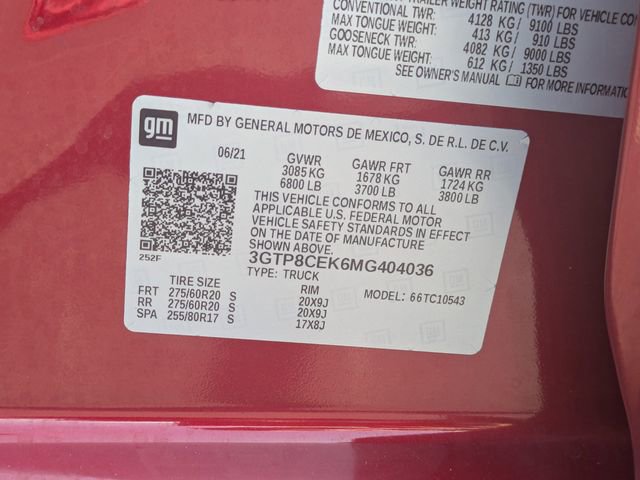 TRAILER WEIGHT RATING (TWR) FOR VEHICLE
CONVENTIONAL TWR: 4128 KG / 9100 LBS
MAX TONGUE WT: 413 KG / 910 LBS
GOOSENECK TWR: 4082 KG / 9000 LBS
MAX TONGUE WT: 612 KG / 1350 LBS
SEE OWNER'S MANUAL FOR MORE
gm
MFD BY GENERAL MOTORS DE MEXICO, S. DE R.L. DE C.V.
06/21 GVWR GAWR FRT GAWR RR
3085 KG 1678 KG 1724 KG
6800 LB 3700 LB 3800 LB
THIS VEHICLE CONFORMS TO ALL
APPLICABLE U.S. FEDERAL MOTOR
VEHICLE SAFETY STANDARDS IN EFFECT
ON THE DATE OF MANUFACTURE
SHOWN ABOVE.
252F
3GTP8CEK6MG404036
TYPE: TRUCK
TIRE SIZE RIM MODEL: 66TC10543
FRT 275/60R20 S 20X9J
RR 275/60R20 S 20X9J
SPA 255/80R17 S 17X8J